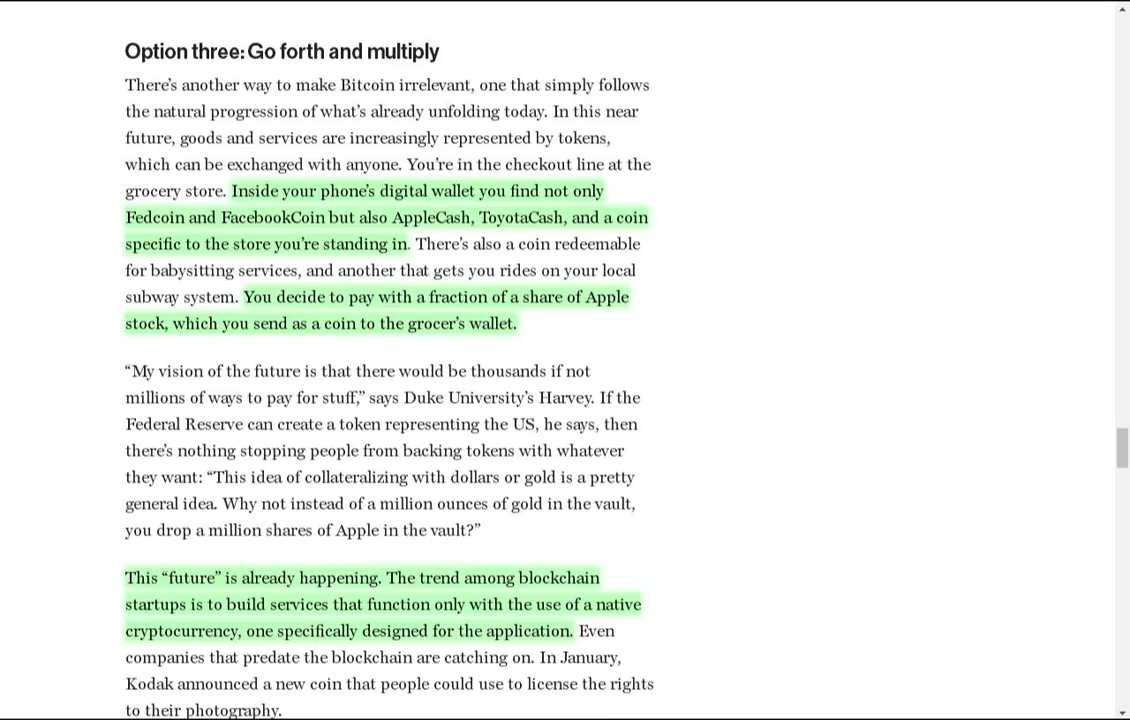 Option three: Go forth and multiply
There’s another way to make Bitcoin irrelevant, one that simply follows
the natural progression of what’s already unfolding today. In this near
future, goods and services are increasingly represented by tokens,
which can be exchanged with anyone. You’re in the checkout line at the
grocery store. Inside your phone’s digital wallet you find not only
Fedcoin and FacebookCoin but also AppleCash, ToyotaCash, and a coin
specific to the store you’re standing in. There’s also a coin redeemable
for babysitting services, and another that gets you rides on your local
subway system. You decide to pay with a fraction of a share of Apple
stock, which you send as a coin to the grocer’s wallet.
“My vision of the future is that there would be thousands if not
millions of ways to pay for stuff,” says Duke University’s Harvey. If the
Federal Reserve can create a token representing the US, he says, then
there’s nothing stopping people from backing tokens with whatever
they want: “This idea of collateralizing with dollars or gold is a pretty
general idea. Why not instead of a million ounces of gold in the vault,
you drop a million shares of Apple in the vault?”
This “future” is already happening. The trend among blockchain
startups is to build services that function only with the use of a native
cryptocurrency, one specifically designed for the application. Even
companies that predate the blockchain are catching on. In January,
Kodak announced a new coin that people could use to license the rights
to their photography.